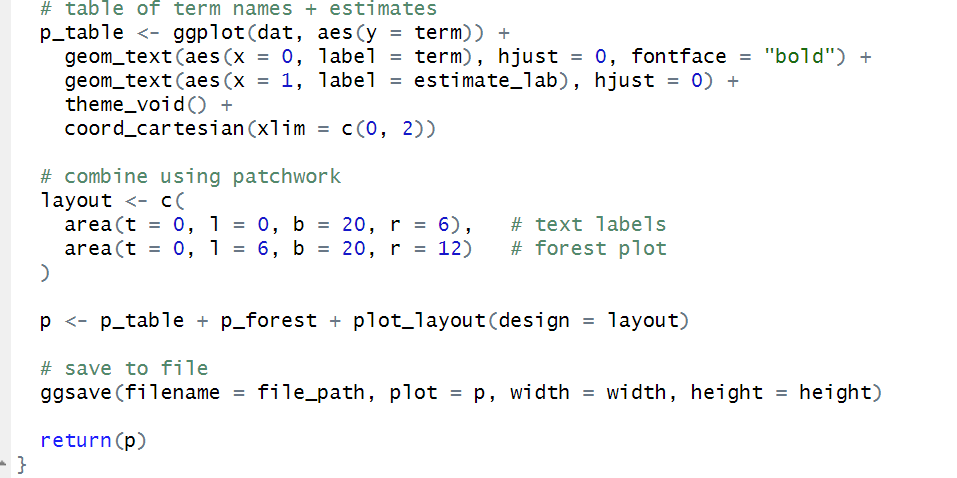 # table of term names + estimates
p_table <- ggplot(dat, aes(y = term)) +
geom_text(aes(x = 0, label = term), hjust = 0, fontface = "bold") +
geom_text(aes(x = 1, label = estimate_lab), hjust = 0) +
theme_void() +
coord_cartesian(xlim = c(0, 2))
# combine using patchwork
layout <- c(
area(t = 0, l = 0, b = 20, r = 6),   # text labels
area(t = 0, l = 6, b = 20, r = 12)   # forest plot
)
p <- p_table + p_forest + plot_layout(design = layout)
# save to file
ggsave(filename = file_path, plot = p, width = width, height = height)
return(p)
}